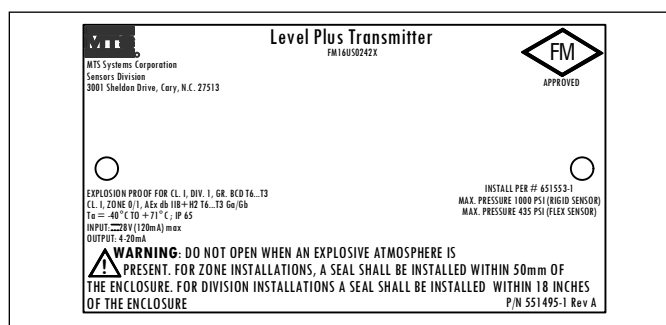 MTS
Level Plus Transmitter
FM16US0242X
FM
APPROVED
MTS Systems Corporation
Sensors Division
3001 Sheldon Drive, Cary, N.C. 27513
EXPLOSION PROOF FOR CL. I, DIV. 1, GR. BCD T6...T3
CL. I, ZONE 0/1, AEx db IIB+H2 T6...T3 Ga/Gb
Ta = -40°C TO +71°C ; IP 65
INPUT: ⎓28V (120mA) max
OUTPUT: 4-20mA
INSTALL PER # 651553-1
MAX. PRESSURE 1000 PSI (RIGID SENSOR)
MAX. PRESSURE 435 PSI (FLEX SENSOR)
WARNING: DO NOT OPEN WHEN AN EXPLOSIVE ATMOSPHERE IS
PRESENT. FOR ZONE INSTALLATIONS, A SEAL SHALL BE INSTALLED WITHIN 50mm OF
THE ENCLOSURE. FOR DIVISION INSTALLATIONS A SEAL SHALL BE INSTALLED WITHIN 18 INCHES
OF THE ENCLOSURE
P/N 551495-1 Rev A